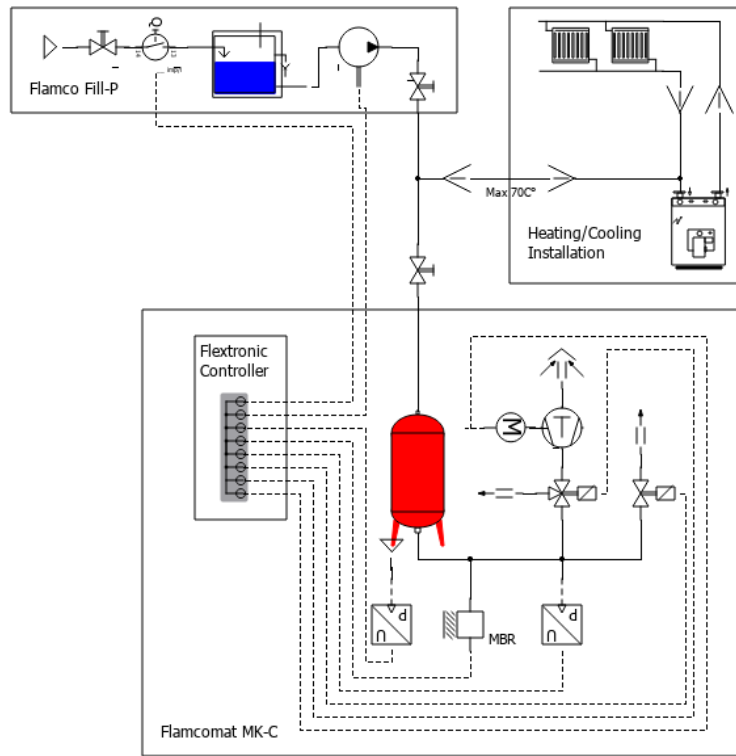 Flamco Fill-P
Max 70C°
Heating/Cooling
Installation
Flextronic
Controller
M
T
P
U
MBR
P
U
Flamcomat MK-C